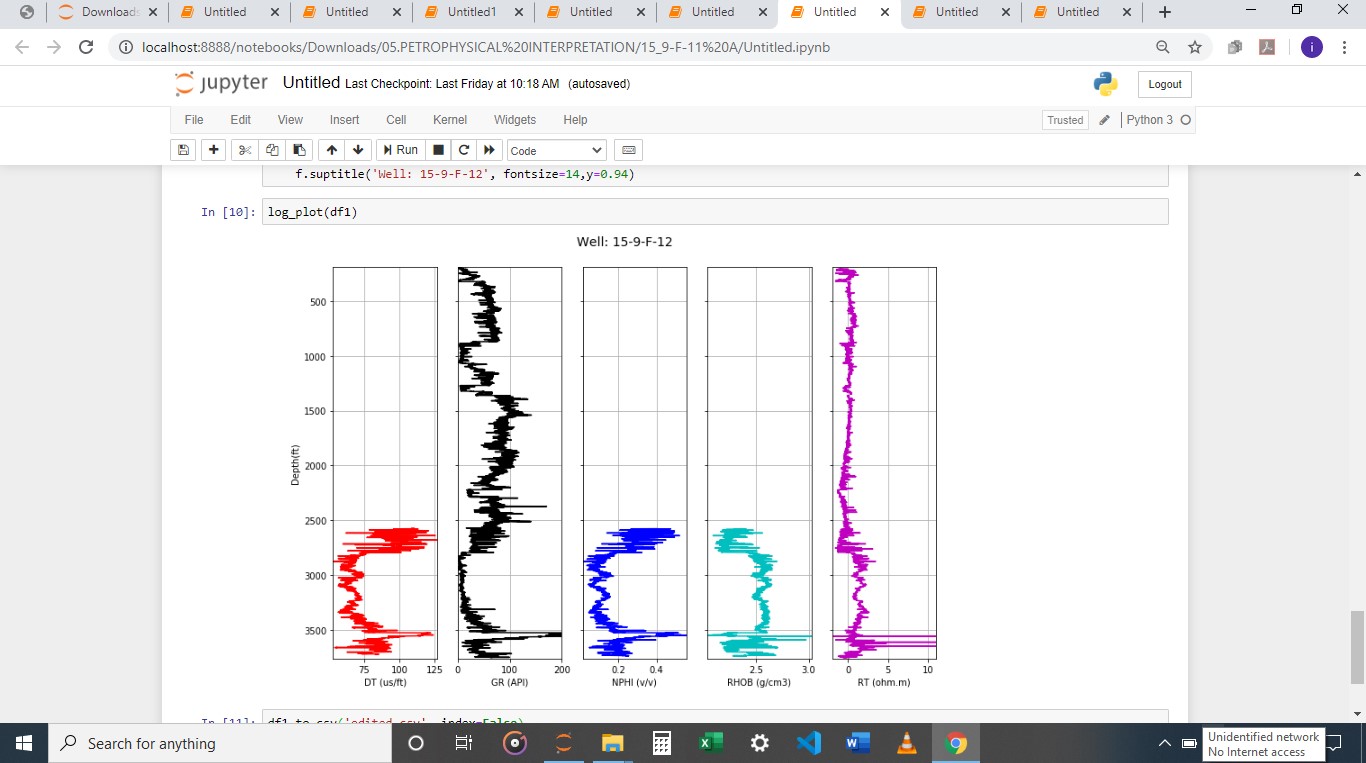 Download: Untitled Untitled Untitled1 Untitled Untitled Untitled Untitled Untitled
localhost:8888/notebooks/Downloads/05.PETROPHYSICAL%20INTERPRETATION/15_9-F-11%20A/Untitled.ipynb
i
jupyter Untitled Last Checkpoint: Last Friday at 10:18 AM (autosaved)
Logout
File Edit View Insert Cell Kernel Widgets Help
Trusted
Python 3
Run
Code
f.suptitle('Well: 15-9-F-12', fontsize=14,y=0.94)
In [10]: log_plot(df1)
Well: 15-9-F-12
500
1000
1500
2000
2500
3000
3500
Depth(ft)
75 100 125
DT (us/ft)
0 100 200
GR (API)
0.2 0.4
NPHI (v/v)
2.5 3.0
RHOB (g/cm3)
0 5 10
RT (ohm.m)
In [11]: df1.to_csv('edited.csv', index=False)
Search for anything
Unidentified network
No Internet access